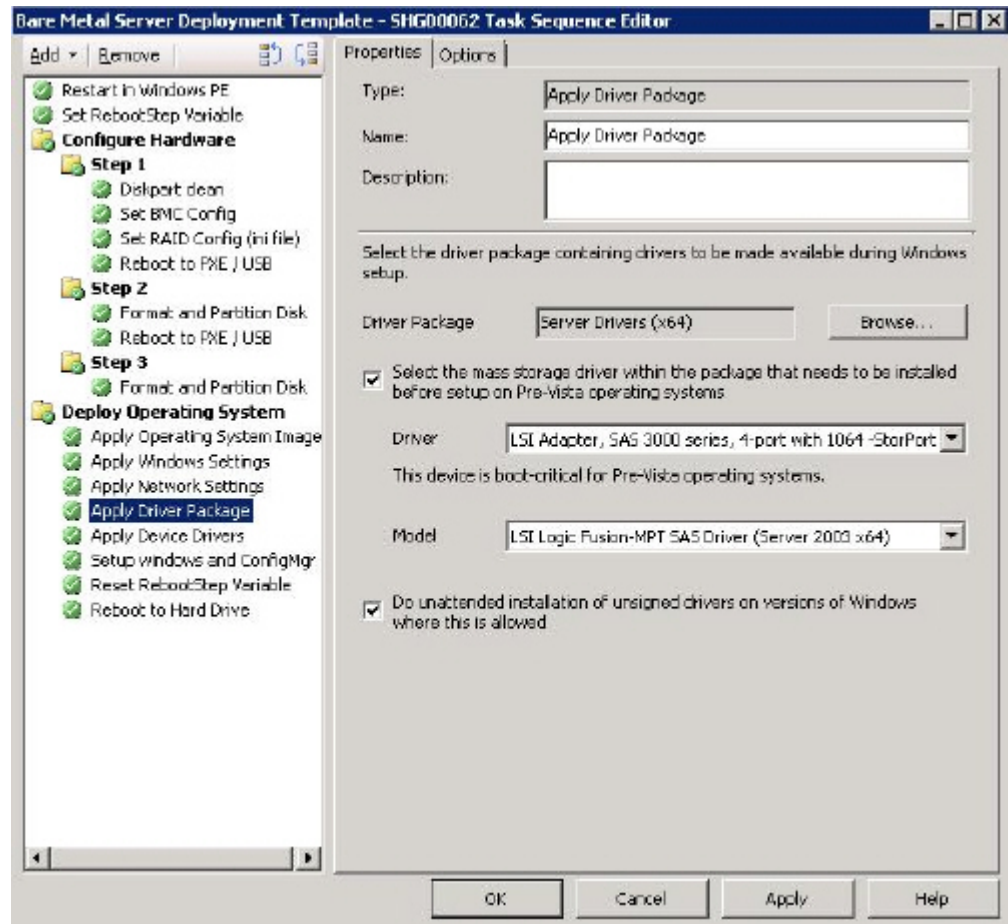 Bare Metal Server Deployment Template - SHG00062 Task Sequence Editor
Add Remove
Restart in Windows PE
Set RebootStep Variable
Configure Hardware
Step 1
Diskpart clean
Set BMC Config
Set RAID Config (ini file)
Reboot to PXE / USB
Step 2
Format and Partition Disk
Reboot to PXE / USB
Step 3
Format and Partition Disk
Deploy Operating System
Apply Operating System Image
Apply Windows Settings
Apply Network Settings
Apply Driver Package
Apply Device Drivers
Setup windows and ConfigMgr
Reset RebootStep Variable
Reboot to Hard Drive
Properties Options
Type: Apply Driver Package
Name: Apply Driver Package
Description:
Select the driver package containing drivers to be made available during Windows
setup.
Driver Package Server Drivers (x64) Browse...
Select the mass storage driver within the package that needs to be installed
before setup on Pre-Vista operating systems
Driver LSI Adapter, SAS 3000 series, 4-port with 1064 -StorPort
This device is boot-critical for Pre-Vista operating systems.
Model LSI Logic Fusion-MPT SAS Driver (Server 2003 x64)
Do unattended installation of unsigned drivers on versions of Windows
where this is allowed
OK Cancel Apply Help